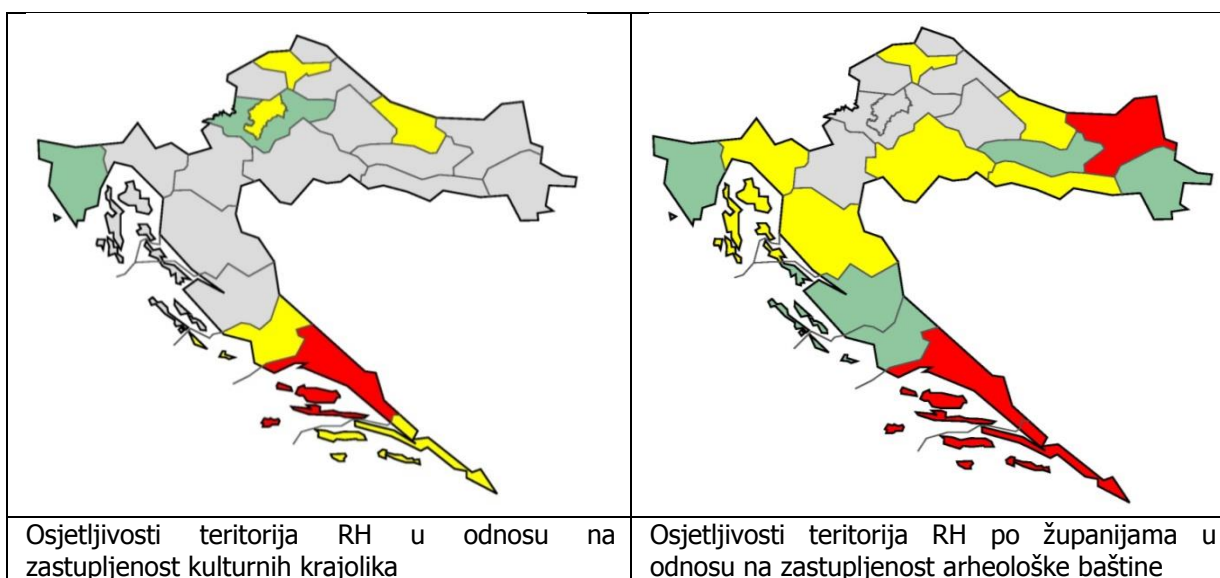 Osjetljivosti teritorija RH u odnosu na
zastupljenost kulturnih krajolika
Osjetljivosti teritorija RH po županijama u
odnosu na zastupljenost arheološke baštine